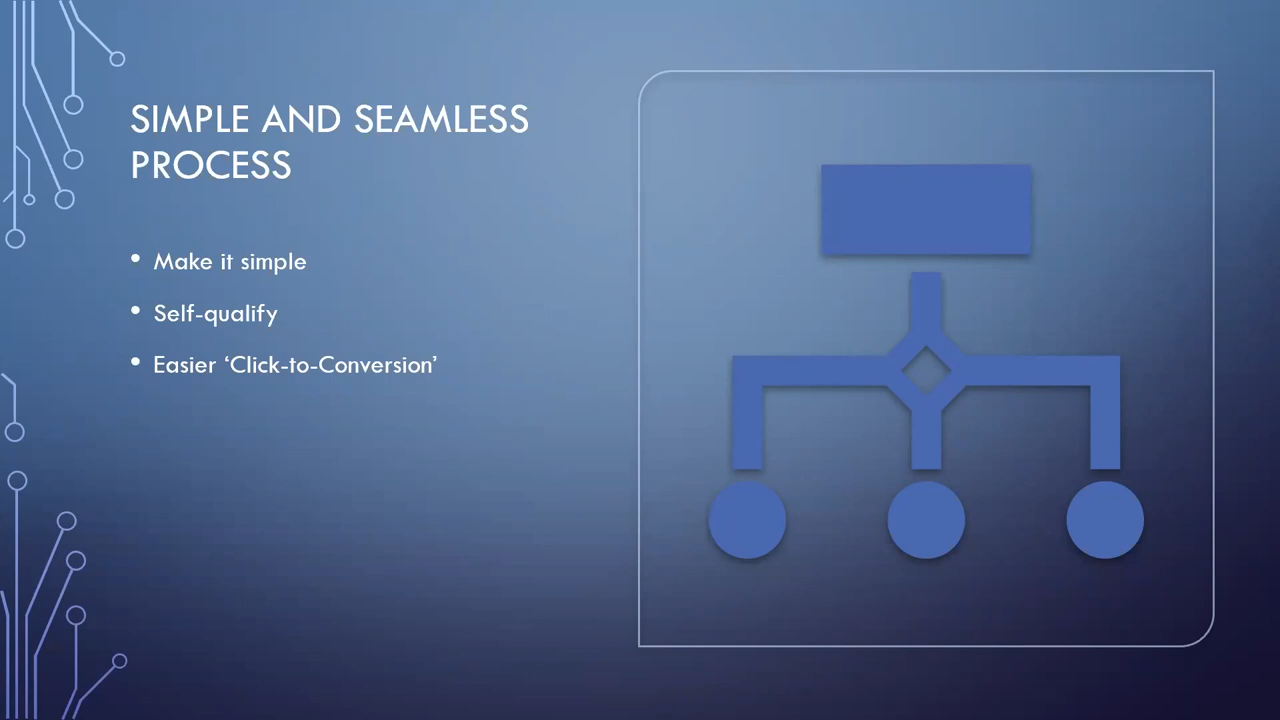 SIMPLE AND SEAMLESS
PROCESS
• Make it simple
• Self-qualify
• Easier ‘Click-to-Conversion’